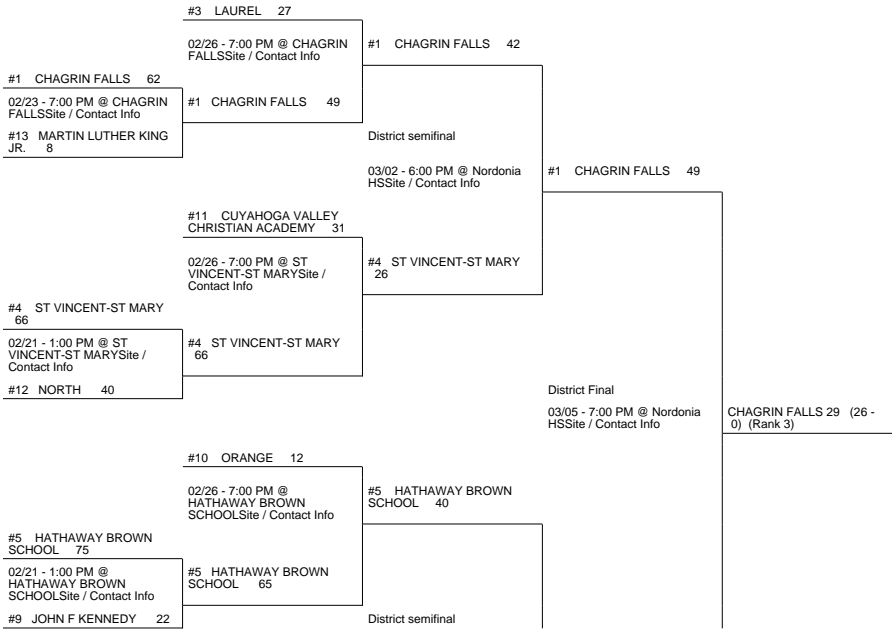 #3 LAUREL 27
02/26 - 7:00 PM @ CHAGRIN
FALLSSite / Contact Info
#1 CHAGRIN FALLS 42
#1 CHAGRIN FALLS 62
02/23 - 7:00 PM @ CHAGRIN
FALLSSite / Contact Info
#1 CHAGRIN FALLS 49
#13 MARTIN LUTHER KING
JR. 8
District semifinal
03/02 - 6:00 PM @ Nordonia
HSSite / Contact Info
#1 CHAGRIN FALLS 49
#11 CUYAHOGA VALLEY
CHRISTIAN ACADEMY 31
02/26 - 7:00 PM @ ST
VINCENT-ST MARYSite /
Contact Info
#4 ST VINCENT-ST MARY
26
#4 ST VINCENT-ST MARY
66
02/21 - 1:00 PM @ ST
VINCENT-ST MARYSite /
Contact Info
#4 ST VINCENT-ST MARY
66
#12 NORTH 40
District Final
03/05 - 7:00 PM @ Nordonia
HSSite / Contact Info
CHAGRIN FALLS 29 (26 -
0) (Rank 3)
#10 ORANGE 12
02/26 - 7:00 PM @
HATHAWAY BROWN
SCHOOLSite / Contact Info
#5 HATHAWAY BROWN
SCHOOL 40
#5 HATHAWAY BROWN
SCHOOL 75
02/21 - 1:00 PM @
HATHAWAY BROWN
SCHOOLSite / Contact Info
#5 HATHAWAY BROWN
SCHOOL 65
#9 JOHN F KENNEDY 22
District semifinal